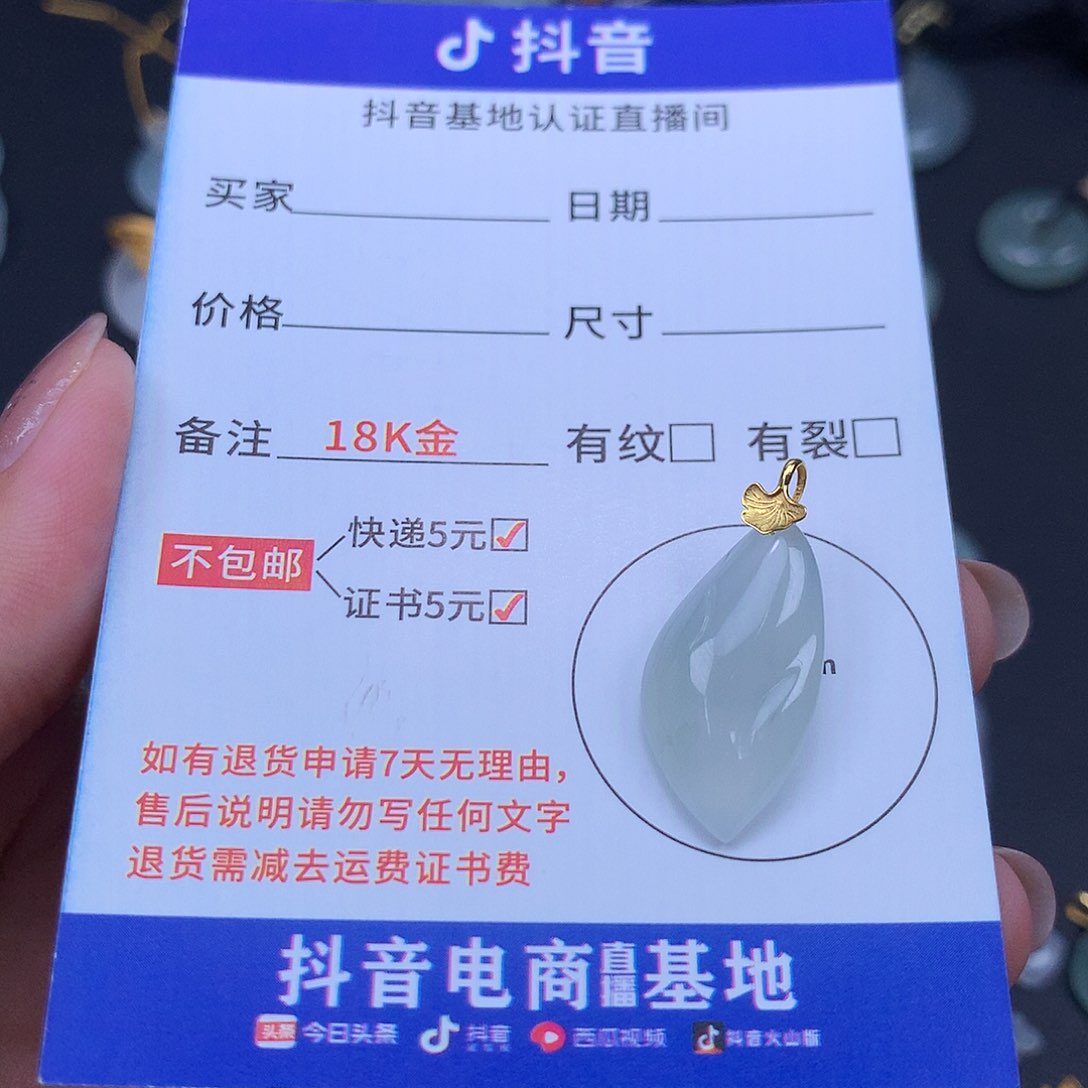 抖音
抖音基地认证直播间
买家 日期
价格 尺寸
备注 18K金 有纹 有裂
快递5元
不包邮
证书5元
n
如有退货申请7天无理由，
售后说明请勿写任何文字
退货需减去运费证书费
抖音电商直播基地
头条 今日头条 抖音 西瓜视频 抖音火山版